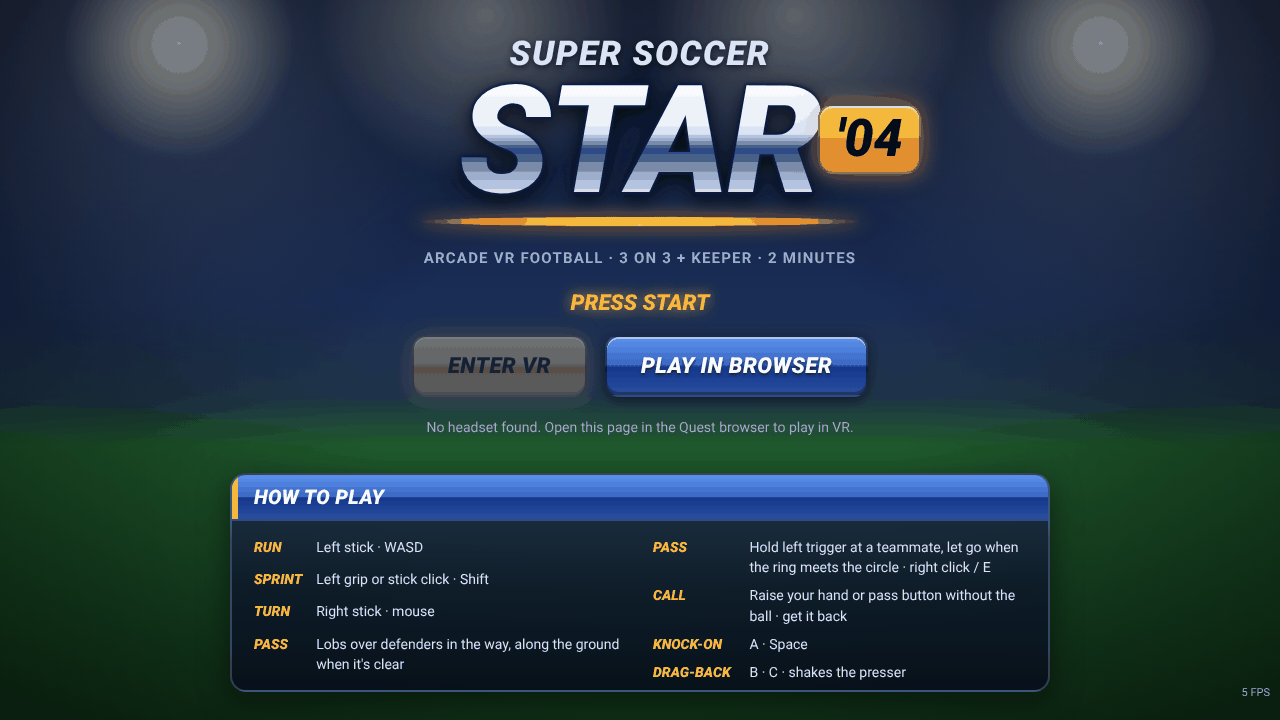 SUPER SOCCER
STAR '04
ARCADE VR FOOTBALL · 3 ON 3 + KEEPER · 2 MINUTES
PRESS START
ENTER VR
PLAY IN BROWSER
No headset found. Open this page in the Quest browser to play in VR.
HOW TO PLAY
RUN Left stick · WASD
SPRINT Left grip or stick click · Shift
TURN Right stick · mouse
PASS Lobs over defenders in the way, along the ground
when it's clear
PASS Hold left trigger at a teammate, let go when
the ring meets the circle · right click / E
CALL Raise your hand or pass button without the
ball · get it back
KNOCK-ON A · Space
DRAG-BACK B · C · shakes the presser
5 FPS